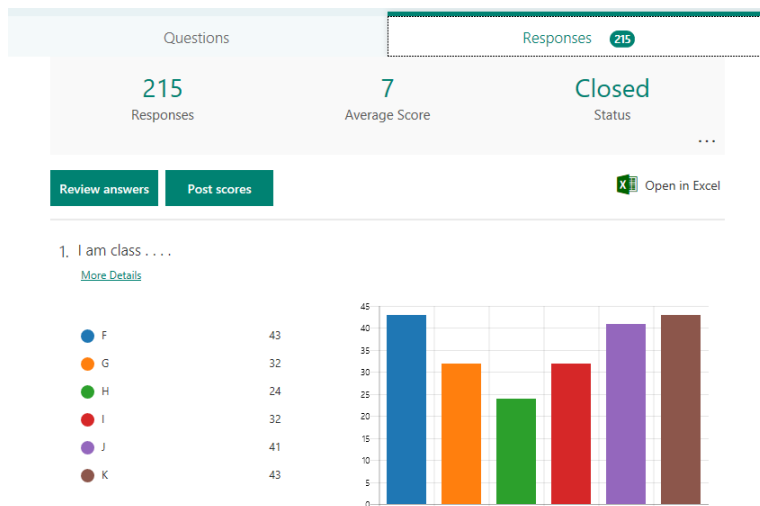 Questions
Responses 215
215 7 Closed
Responses Average Score Status
...
Review answers Post scores Open in Excel
1. I am class . . . .
More Details
F 43
G 32
H 24
I 32
J 41
K 43
45
40
35
30
25
20
15
10
5
0